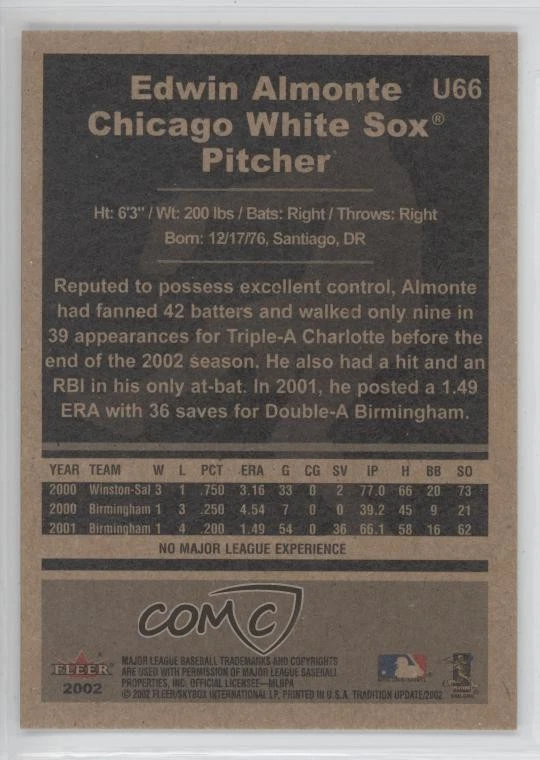 Edwin Almonte U66
Chicago White Sox®
Pitcher
Ht: 6'3" / Wt: 200 lbs / Bats: Right / Throws: Right
Born: 12/17/76, Santiago, DR
Reputed to possess excellent control, Almonte
had fanned 42 batters and walked only nine in
39 appearances for Triple-A Charlotte before the
end of the 2002 season. He also had a hit and an
RBI in his only at-bat. In 2001, he posted a 1.49
ERA with 36 saves for Double-A Birmingham.
YEAR TEAM W L PCT ERA G CG SV IP H BB SO
2000 Winston-Sal 3 1 .750 3.16 33 0 2 77.0 66 20 73
2000 Birmingham 1 3 .250 4.54 7 0 0 39.2 45 9 21
2001 Birmingham 1 4 .200 1.49 54 0 36 66.1 58 16 62
NO MAJOR LEAGUE EXPERIENCE
COMC
FLEER
2002
MAJOR LEAGUE BASEBALL TRADEMARKS AND COPYRIGHTS
ARE USED WITH PERMISSION OF MAJOR LEAGUE BASEBALL
PROPERTIES, INC. OFFICIAL LICENSEE—MLBPA
© 2002 FLEER/SKYBOX INTERNATIONAL LP, PRINTED IN U.S.A. TRADITION UPDATE/2002